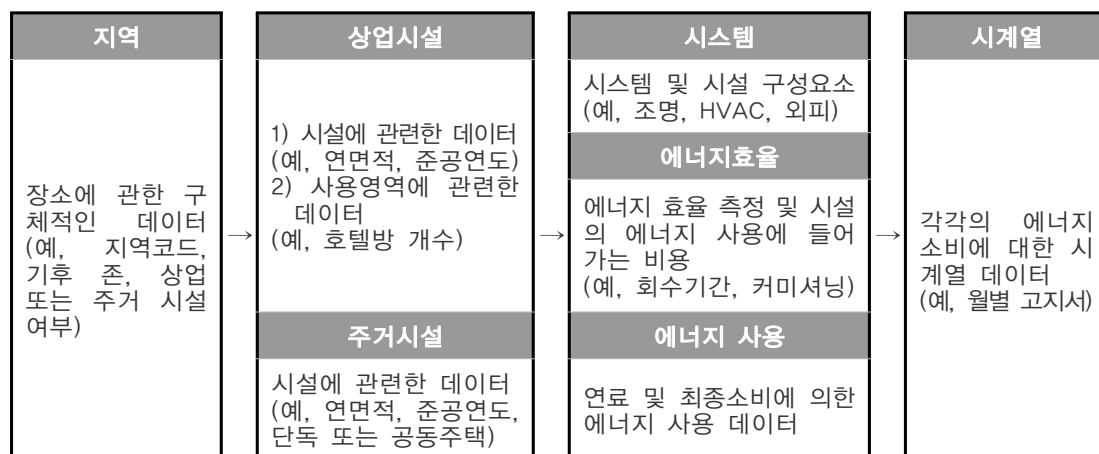 지역
장소에 관한 구
체적인 데이터
(예, 지역코드,
기후 존, 상업
또는 주거 시설
여부)
→
상업시설
1) 시설에 관련한 데이터
(예, 연면적, 준공연도)
2) 사용영역에 관련한
데이터
(예, 호텔방 개수)
주거시설
시설에 관련한 데이터
(예, 연면적, 준공연도,
단독 또는 공동주택)
→
시스템
시스템 및 시설 구성요소
(예, 조명, HVAC, 외피)
에너지효율
에너지 효율 측정 및 시설
의 에너지 사용에 들어
가는 비용
(예, 회수기간, 커미셔닝)
에너지 사용
연료 및 최종소비에 의한
에너지 사용 데이터
→
시계열
각각의 에너지
소비에 대한 시
계열 데이터
(예, 월별 고지서)